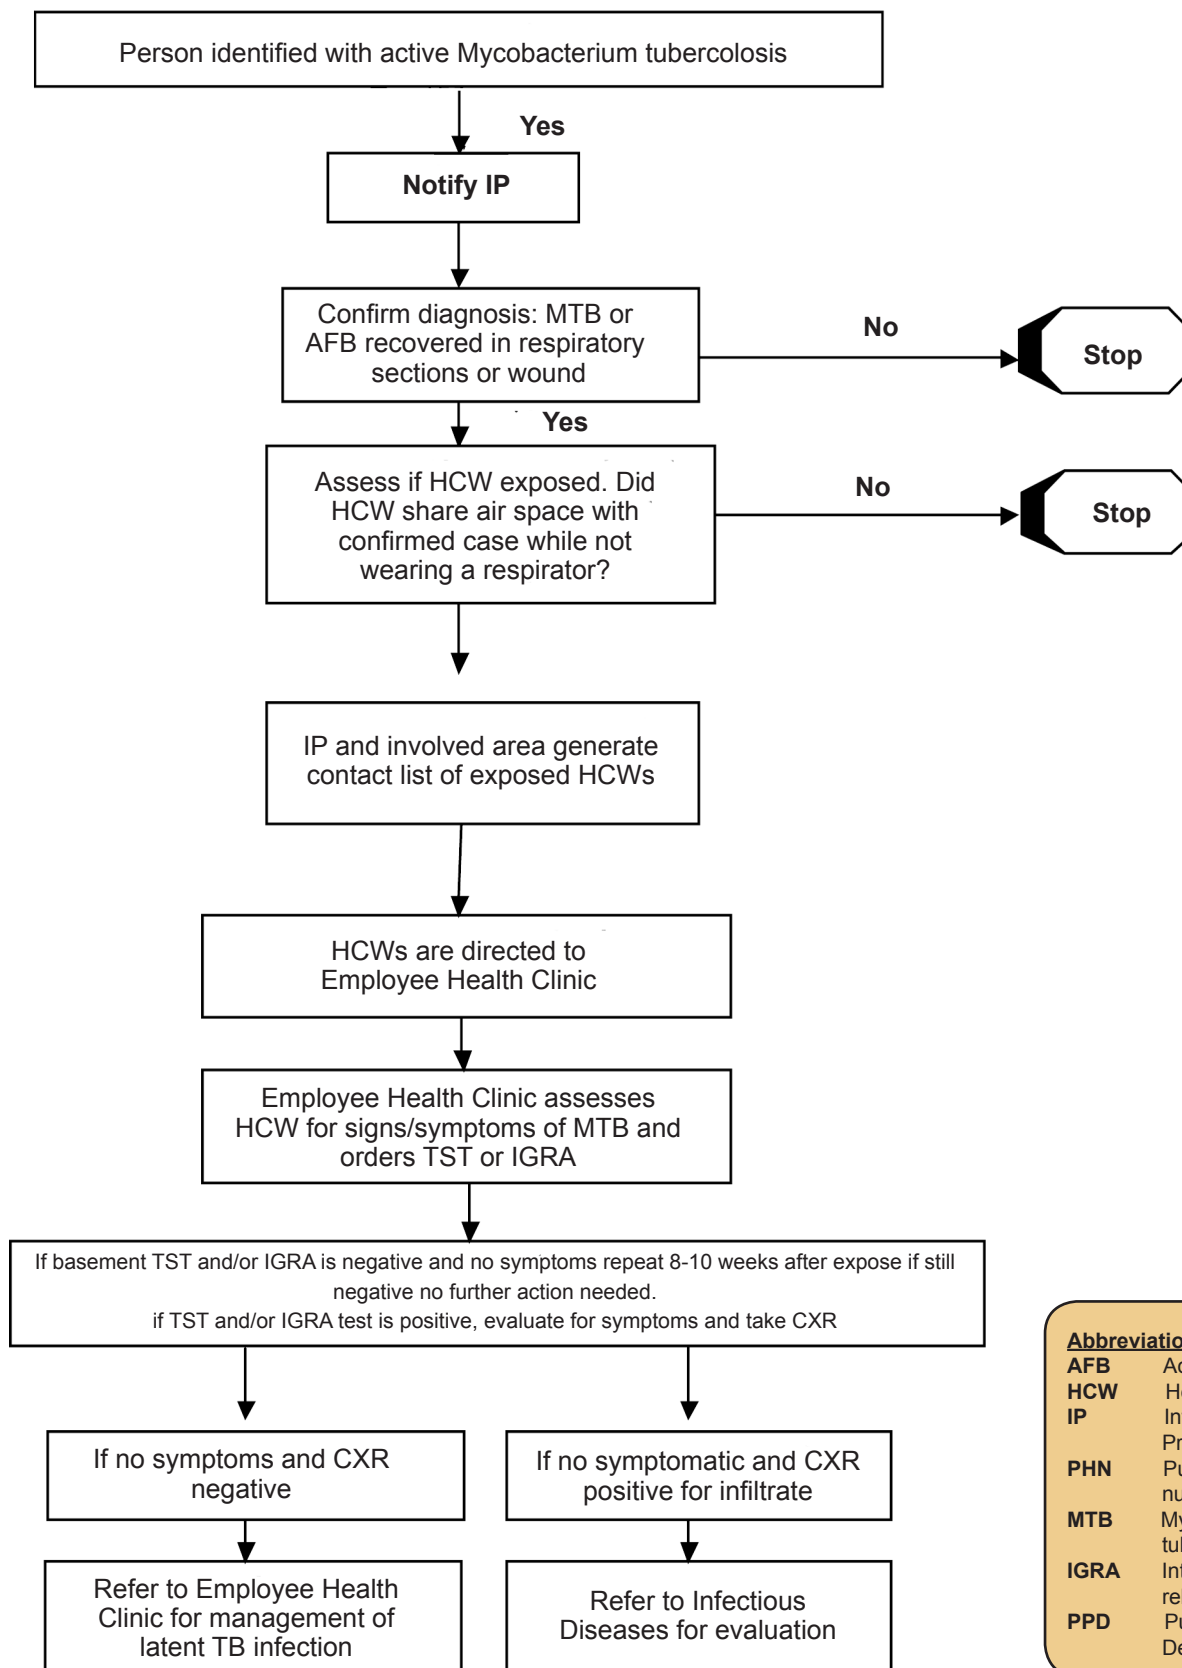 Person identified with active Mycobacterium tubercolosis
Yes
Notify IP
Confirm diagnosis: MTB or
AFB recovered in respiratory
sections or wound
No
Stop
Yes
Assess if HCW exposed. Did
HCW share air space with
confirmed case while not
wearing a respirator?
No
Stop
IP and involved area generate
contact list of exposed HCWs
HCWs are directed to
Employee Health Clinic
Employee Health Clinic assesses
HCW for signs/symptoms of MTB and
orders TST or IGRA
If basement TST and/or IGRA is negative and no symptoms repeat 8-10 weeks after expose if still
negative no further action needed.
if TST and/or IGRA test is positive, evaluate for symptoms and take CXR
If no symptoms and CXR
negative
If no symptomatic and CXR
positive for infiltrate
Refer to Employee Health
Clinic for management of
latent TB infection
Refer to Infectious
Diseases for evaluation
AFB
HCW
IP
PHN
MTB
IGRA
PPD